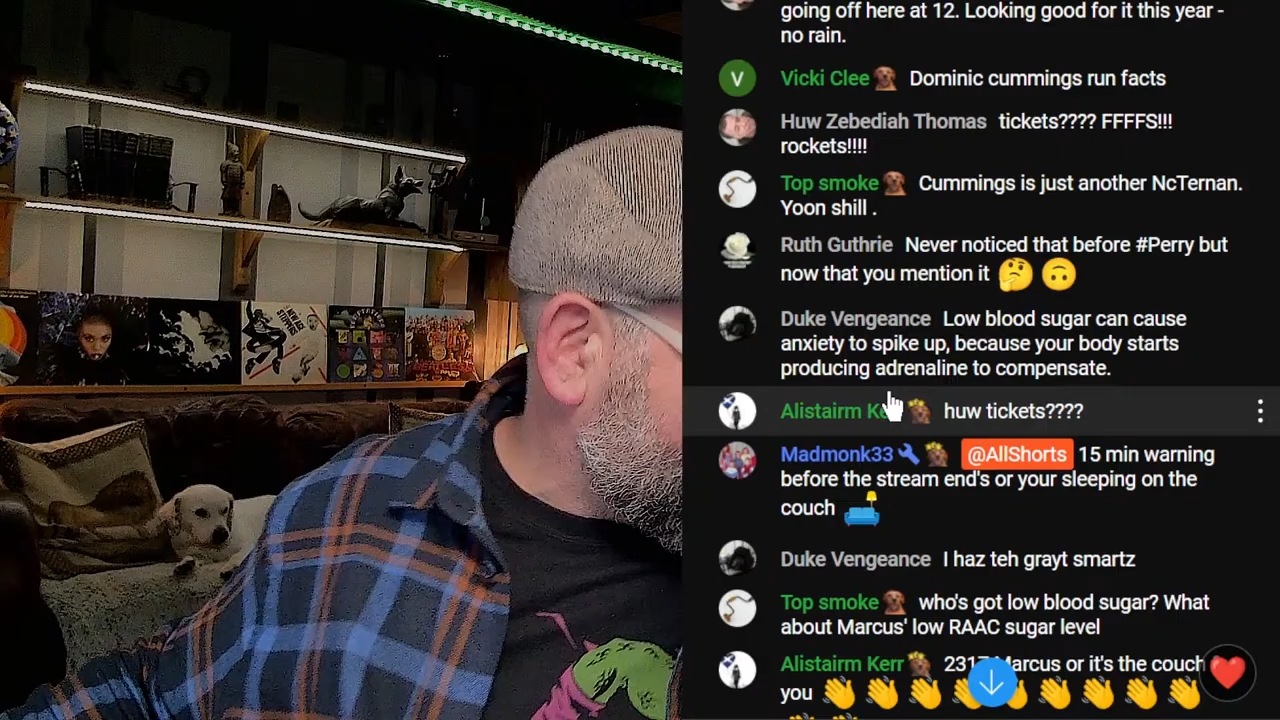 going off here at 12. Looking good for it this year -
no rain.
V Vicki Clee Dominic cummings run facts
Huw Zebediah Thomas tickets???? FFFFS!!!
rockets!!!!
Top smoke Cummings is just another NcTernan.
Yoon shill .
Ruth Guthrie Never noticed that before #Perry but
now that you mention it 🤔 🙃
Duke Vengeance Low blood sugar can cause
anxiety to spike up, because your body starts
producing adrenaline to compensate.
Alistairm huw tickets????
Madmonk33 @AllShorts 15 min warning
before the stream end's or your sleeping on the
couch 🛋
Duke Vengeance I haz teh grayt smartz
Top smoke who's got low blood sugar? What
about Marcus' low RAAC sugar level
Alistairm Kerr Marcus or it's the couch
you 👏 👏 👏 👏 👏 👏 👏 👏 👏